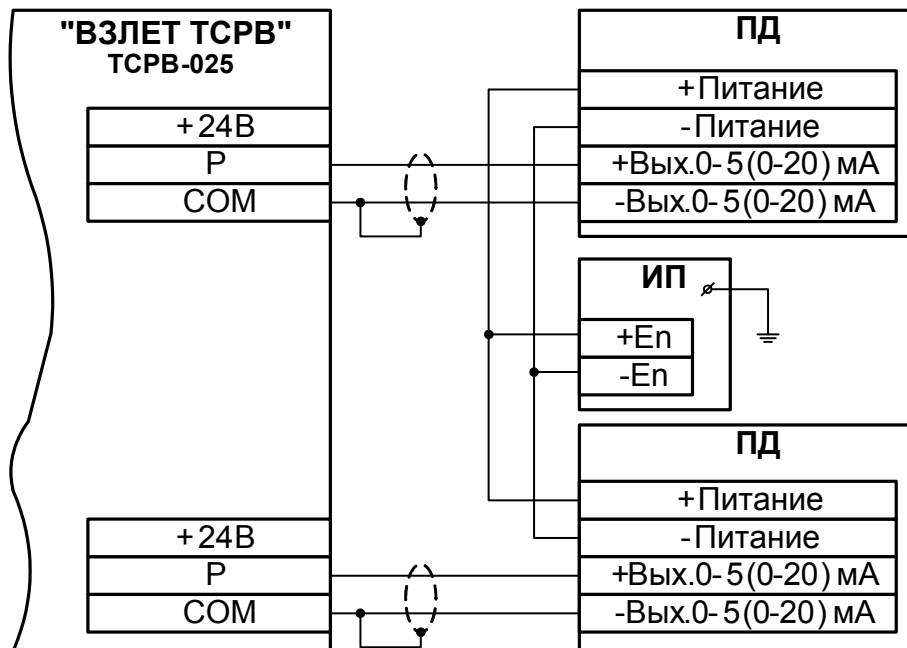 "ВЗЛЕТ ТСРВ"
ТСРВ-025
+24В
Р
СОМ
ПД
+Питание
-Питание
+Вых.0-5(0-20) мА
-Вых.0-5(0-20) мА
ИП
+Еп
-Еп
+24В
Р
СОМ
ПД
+Питание
-Питание
+Вых.0-5(0-20) мА
-Вых.0-5(0-20) мА